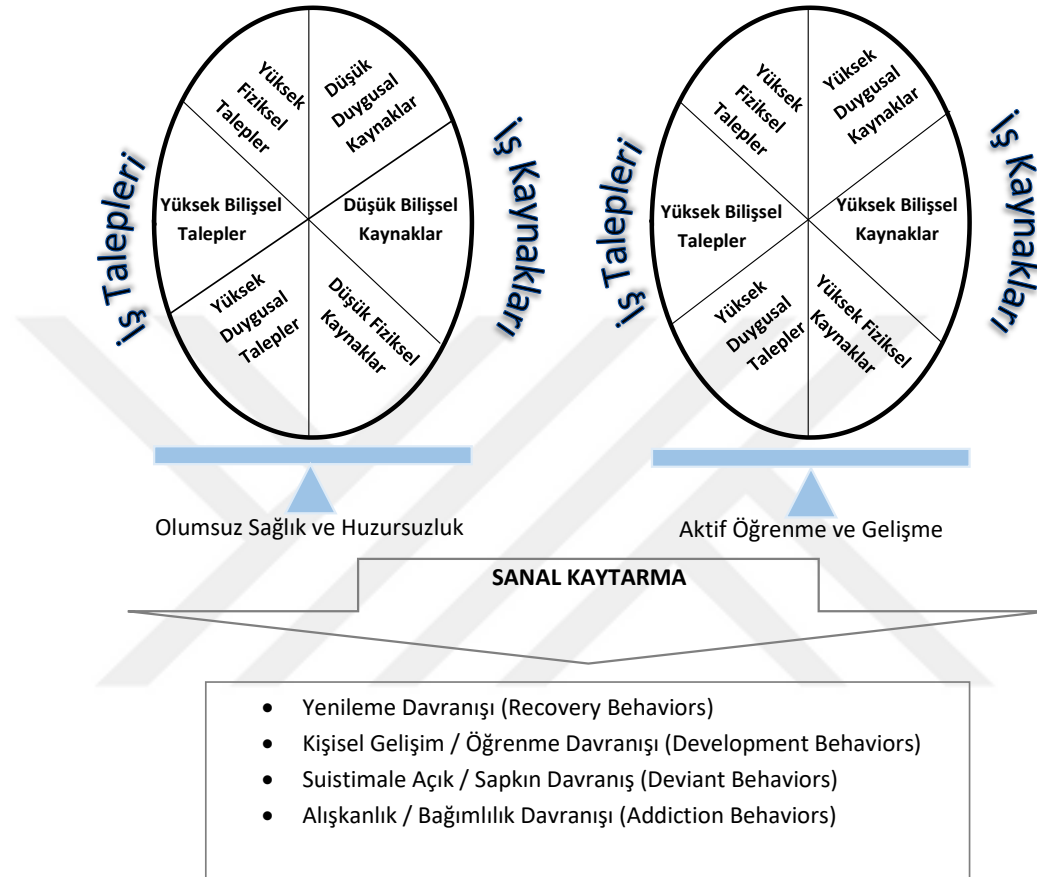 İş Talepleri
Yüksek
Fiziksel
Talepler
Düşük
Duygusal
Kaynaklar
Yüksek Bilişsel
Talepler
Düşük Bilişsel
Kaynaklar
Yüksek
Duygusal
Talepler
Düşük Fiziksel
Kaynaklar
İş Kaynakları
İş Talepleri
Yüksek
Fiziksel
Talepler
Yüksek
Duygusal
Kaynaklar
Yüksek Bilişsel
Talepler
Yüksek Bilişsel
Kaynaklar
Yüksek
Duygusal
Talepler
Yüksek Fiziksel
Kaynaklar
İş Kaynakları
Olumsuz Sağlık ve Huzursuzluk
Aktif Öğrenme ve Gelişme
SANAL KAYTARMA
• Yenileme Davranışı (Recovery Behaviors)
• Kişisel Gelişim / Öğrenme Davranışı (Development Behaviors)
• Suistimale Açık / Sapkın Davranış (Deviant Behaviors)
• Alışkanlık / Bağımlılık Davranışı (Addiction Behaviors)